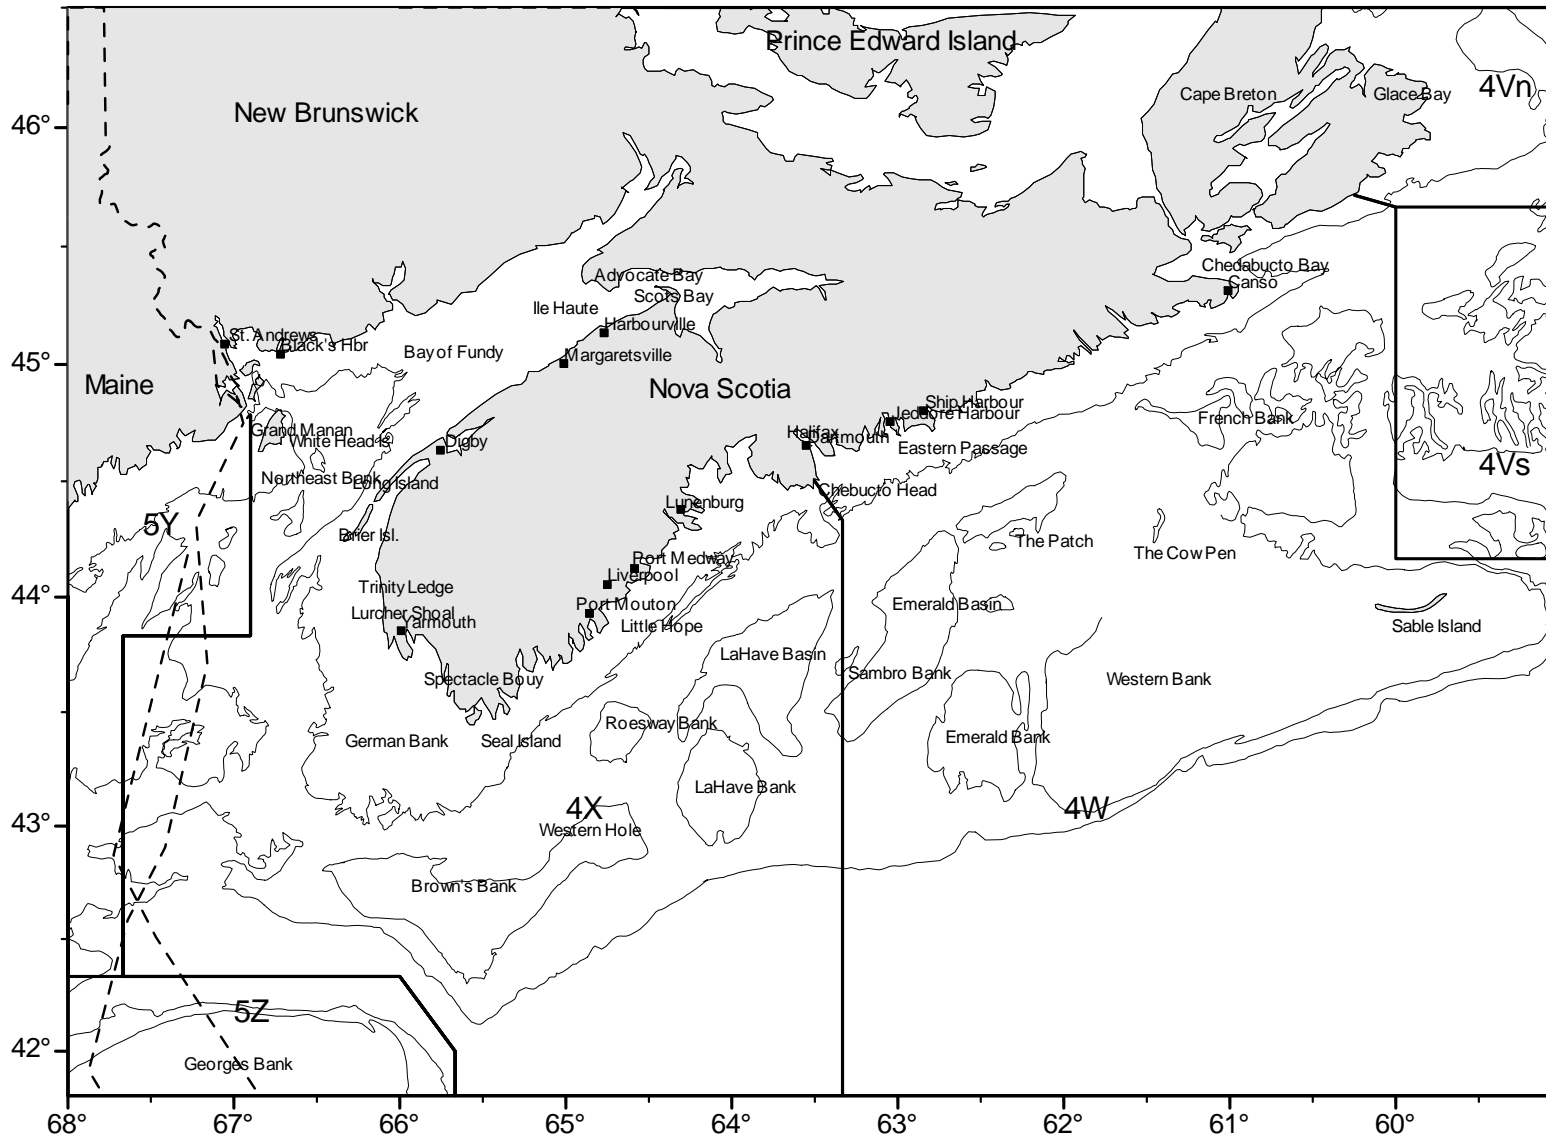 Prince Edward Island
4Vn
Cape Breton
Glace Bay
New Brunswick
46°
Chedabucto Bay
Advocate Bay
Canso
Scots Bay
Ile Haute
Harbourville
St. Andrews
Black's Hbr
Bay of Fundy
Margaretsville
45°
Maine
Nova Scotia
Ship Harbour
Jeddore Harbour
French Bank
Grand Manan
White Head Is
Digby
Halifax
Dartmouth
Eastern Passage
4Vs
Northeast Bank
Long Island
Chebucto Head
Lunenburg
5Y
Brier Isl.
The Patch
The Cow Pen
Port Medway
Liverpool
Trinity Ledge
44°
Port Mouton
Emerald Basin
Lurcher Shoal
Yarmouth
Little Hope
Sable Island
LaHave Basin
Sambro Bank
Spectacle Bouy
Western Bank
Roesway Bank
German Bank
Seal Island
Emerald Bank
LaHave Bank
4X
4W
43°
Western Hole
Brown's Bank
5Z
42°
Georges Bank
68°
67°
66°
65°
64°
63°
62°
61°
60°